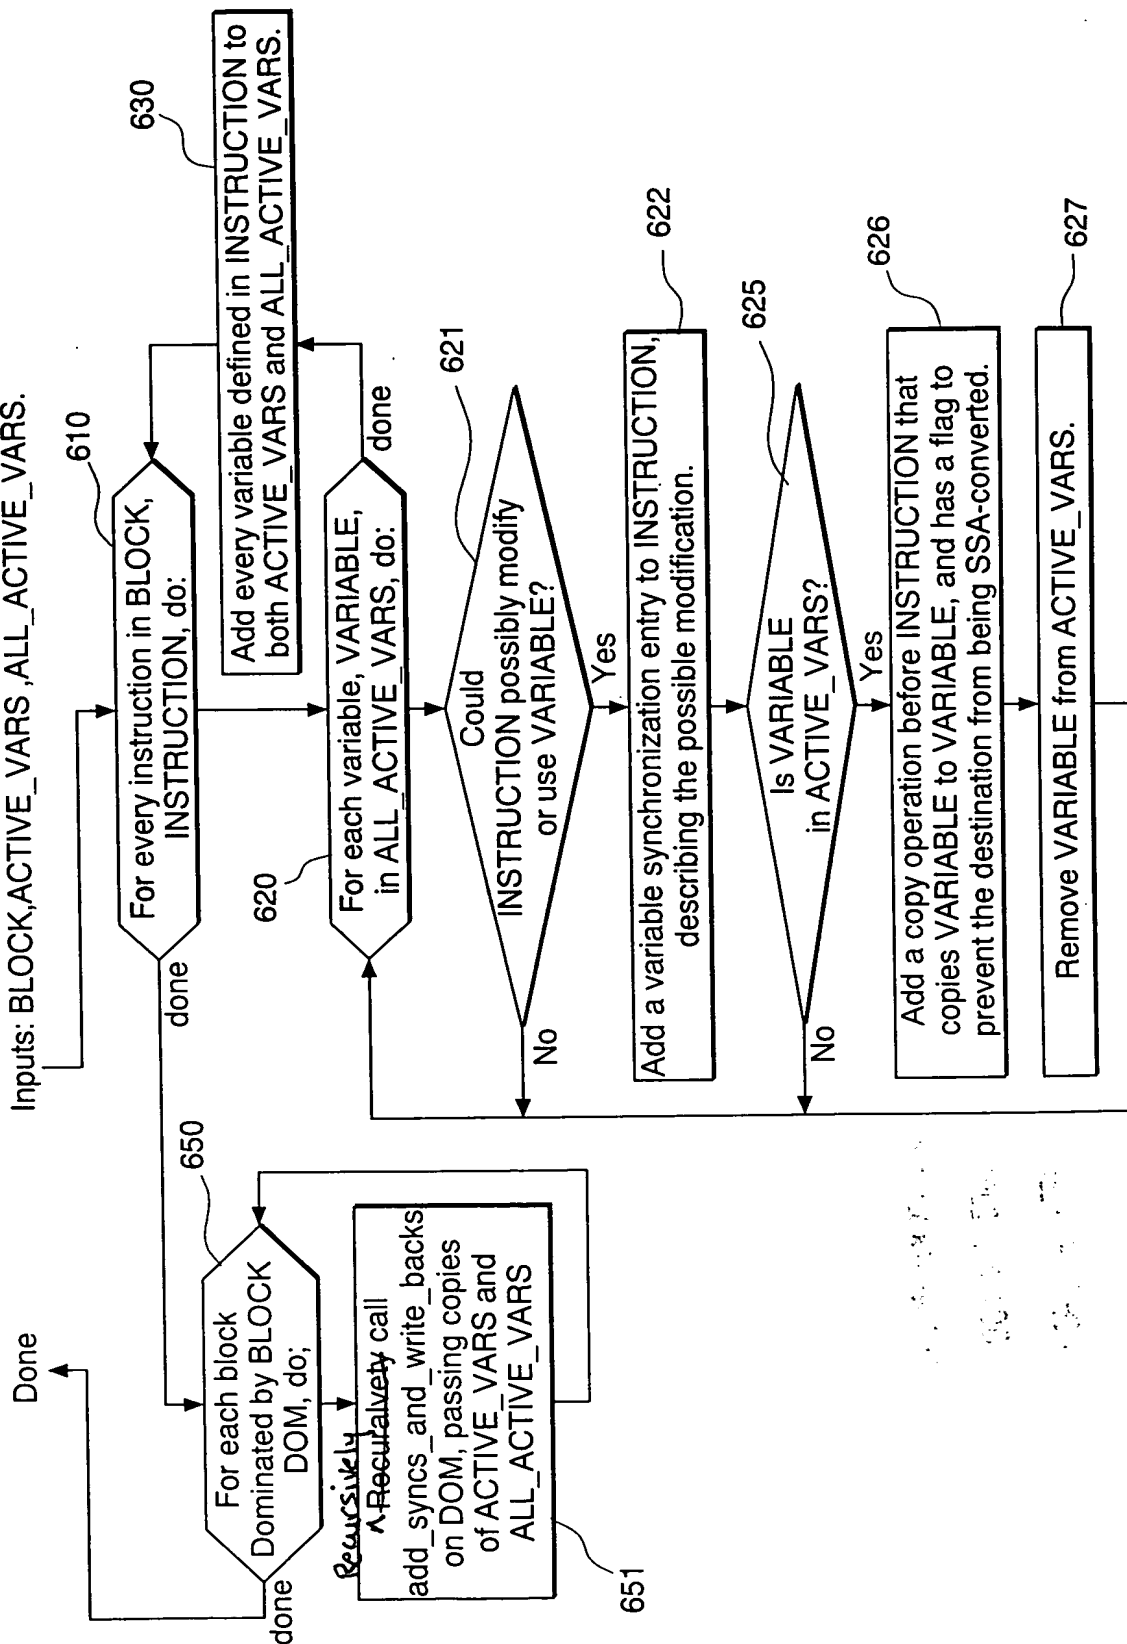 Inputs: BLOCK,ACTIVE_VARS ,ALL_ACTIVE_VARS.
610
For every instruction in BLOCK,
INSTRUCTION, do:
done
630
Add every variable defined in INSTRUCTION to
both ACTIVE_VARS and ALL_ACTIVE_VARS.
620
For each variable, VARIABLE,
in ALL_ACTIVE_VARS, do:
done
621
Could
INSTRUCTION possibly modify
or use VARIABLE?
No
Yes
622
Add a variable synchronization entry to INSTRUCTION,
describing the possible modification.
625
Is VARIABLE
in ACTIVE_VARS?
No
Yes
626
Add a copy operation before INSTRUCTION that
copies VARIABLE to VARIABLE, and has a flag to
prevent the destination from being SSA-converted.
627
Remove VARIABLE from ACTIVE_VARS.
Done
650
For each block
Dominated by BLOCK
DOM, do;
done
Recursively
Recuralvety call
add_syncs_and_write_backs
on DOM, passing copies
of ACTIVE_VARS and
ALL_ACTIVE_VARS
651